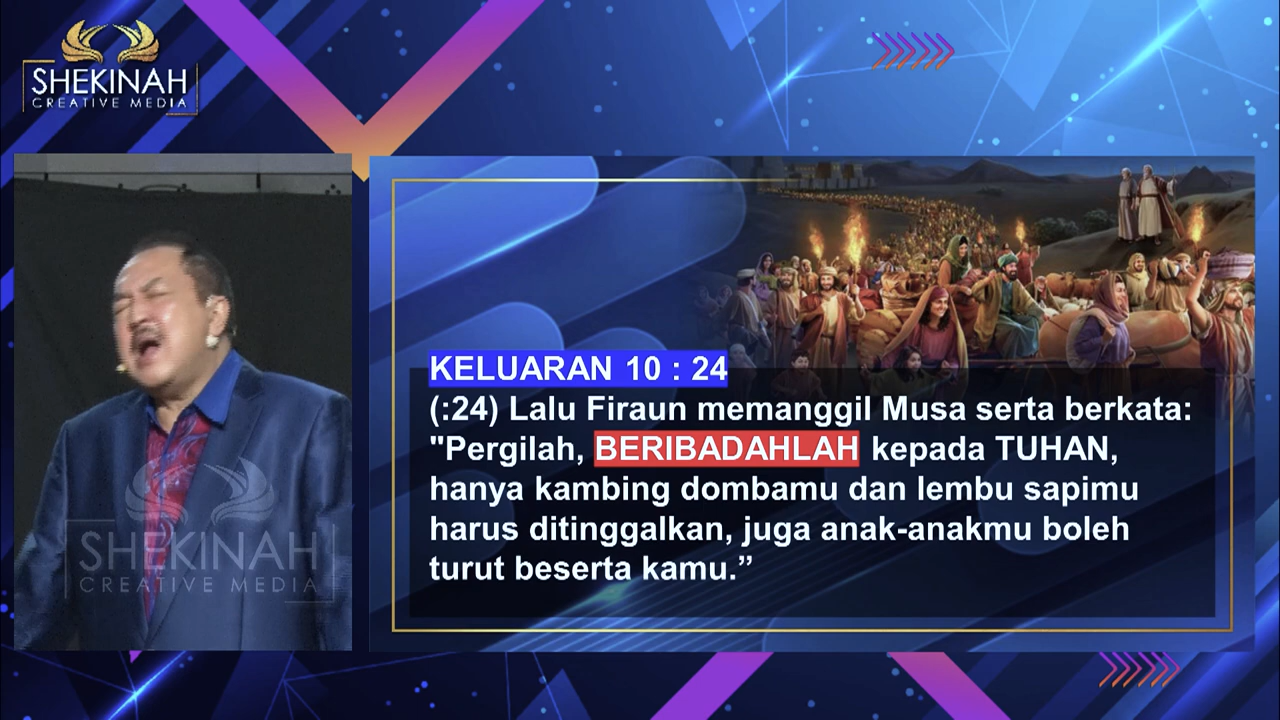 SHEKINAH
CREATIVE MEDIA
KELUARAN 10 : 24
(:24) Lalu Firaun memanggil Musa serta berkata:
"Pergilah, BERIBADAHLAH kepada TUHAN,
hanya kambing dombamu dan lembu sapimu
harus ditinggalkan, juga anak-anakmu boleh
turut beserta kamu.”
SHEKINAH
CREATIVE MEDIA